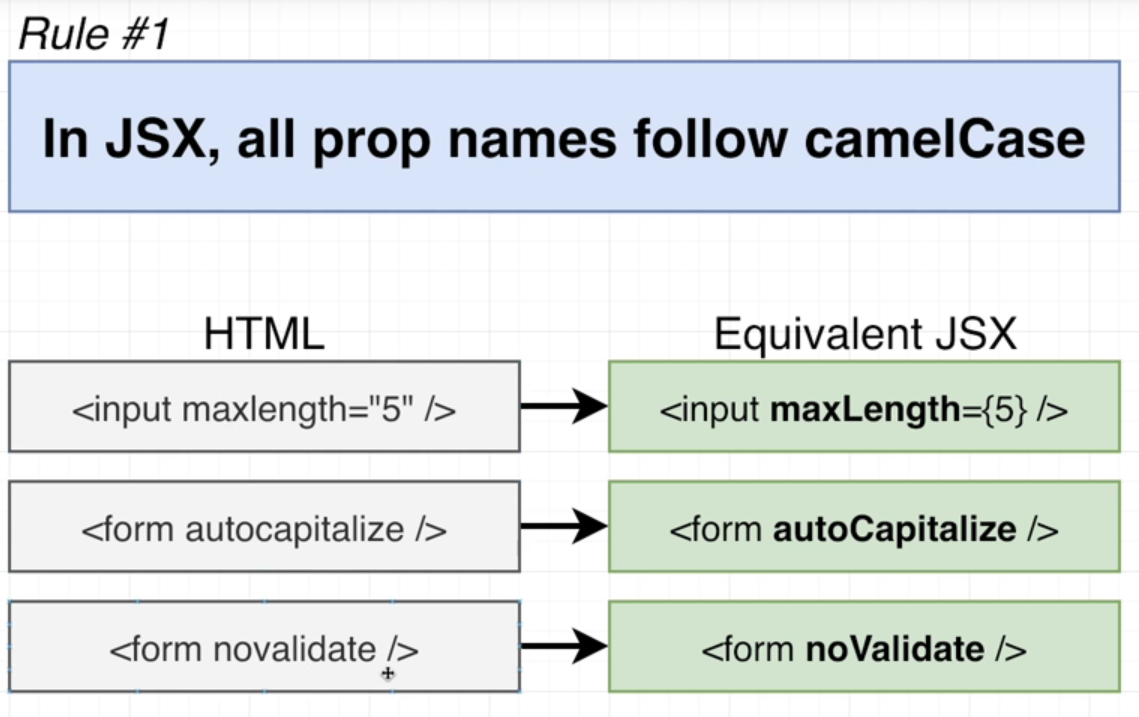 Rule #1
In JSX, all prop names follow camelCase
HTML
Equivalent JSX
<input maxlength="5" />
<input maxLength={5} />
<form autocapitalize />
<form autoCapitalize />
<form novalidate />
<form noValidate />